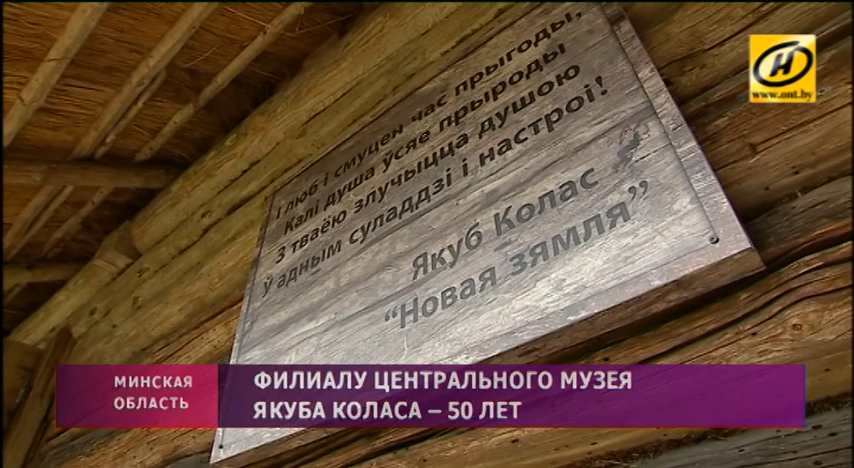 www.ont.by
І люб і смуцен час прыгоды,
Калі душа ўсяе прыроды
З тваёю злучыцца душою
Ў адным суладдзі і настроі!
Якуб Колас
“Новая зямля”
МИНСКАЯ
ОБЛАСТЬ
ФИЛИАЛУ ЦЕНТРАЛЬНОГО МУЗЕЯ
ЯКУБА КОЛАСА – 50 ЛЕТ